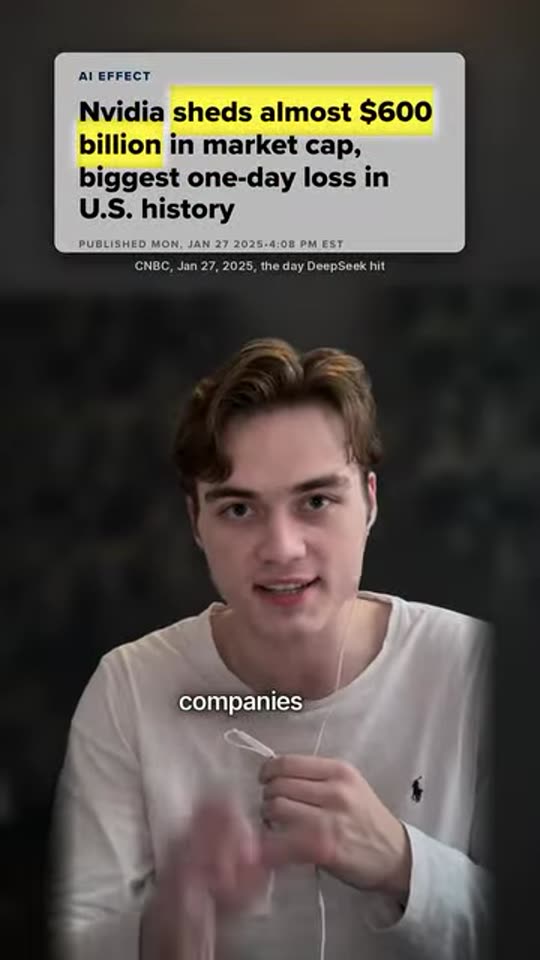 AI EFFECT
Nvidia sheds almost $600
billion in market cap,
biggest one-day loss in
U.S. history
PUBLISHED MON, JAN 27 2025•4:08 PM EST
CNBC, Jan 27, 2025, the day DeepSeek hit
companies